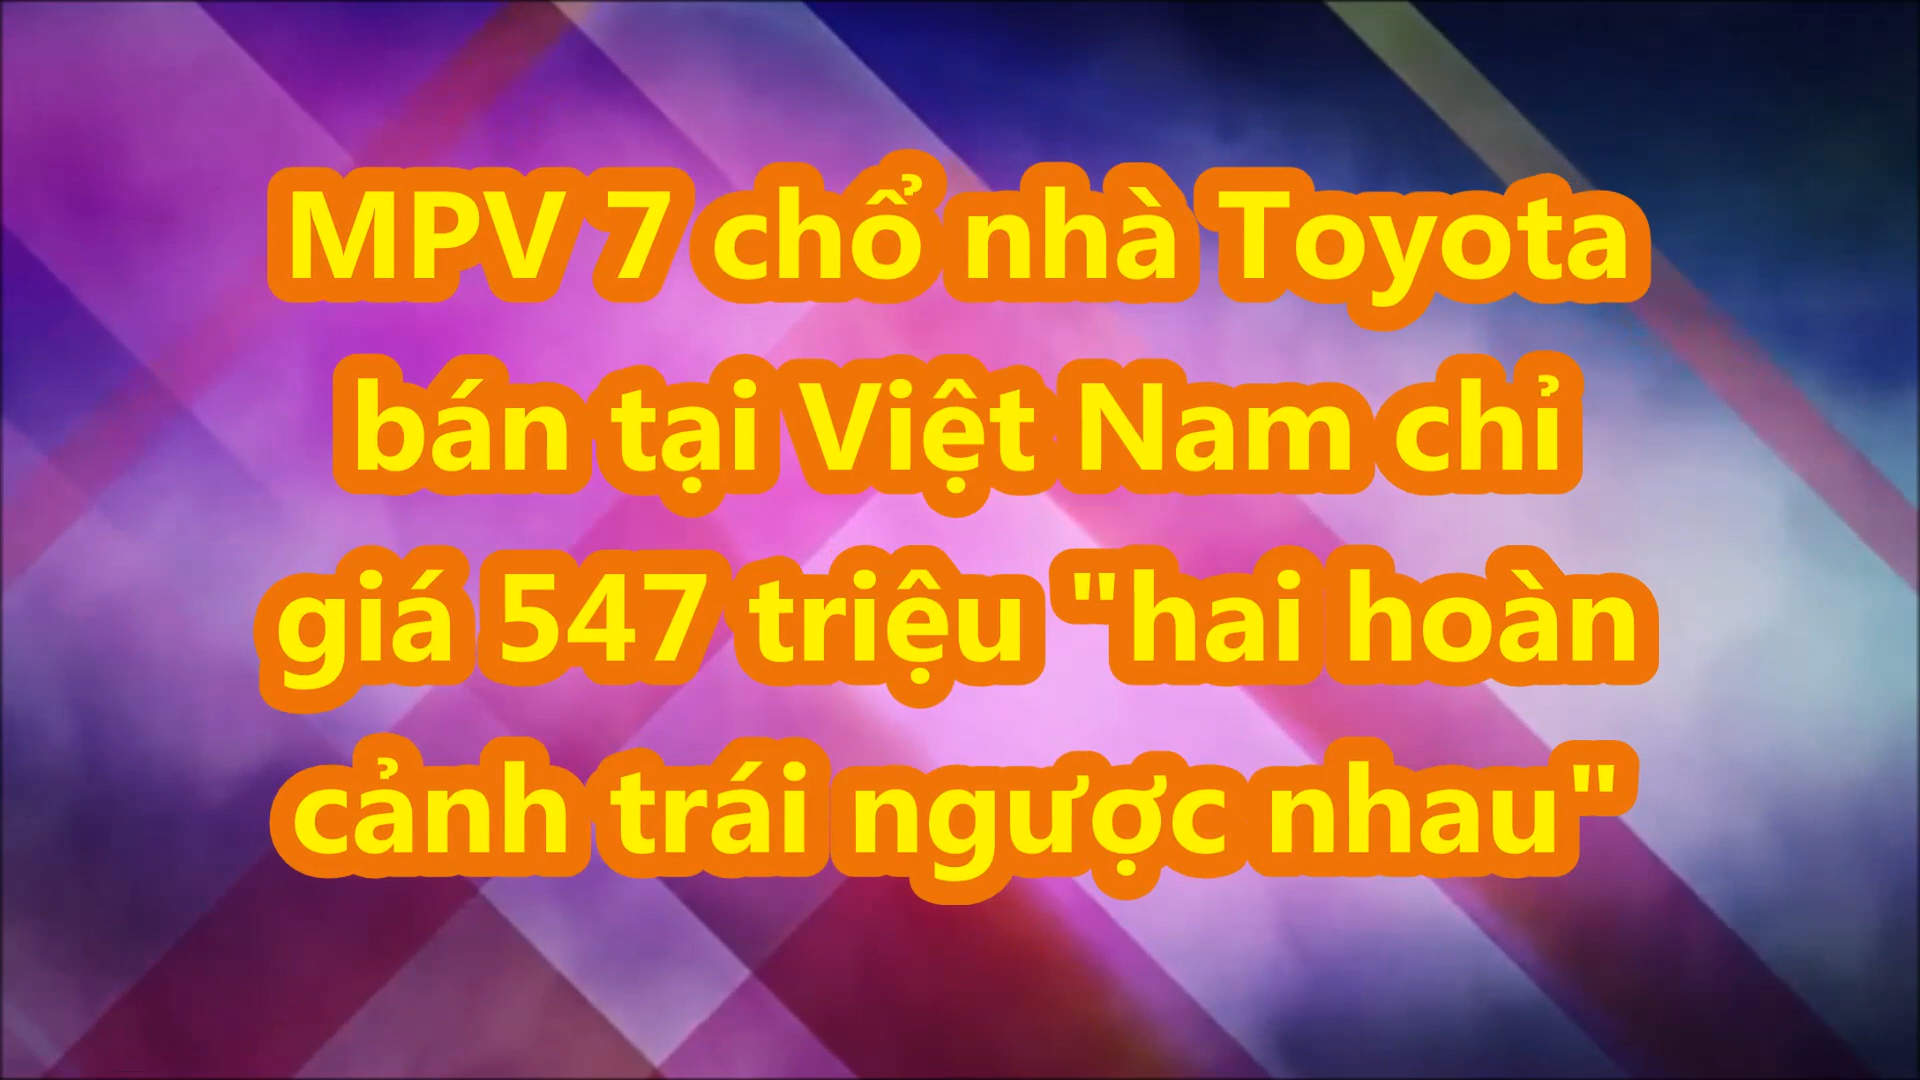 MPV 7 chổ nhà Toyota
bán tại Việt Nam chỉ
giá 547 triệu "hai hoàn
cảnh trái ngược nhau"